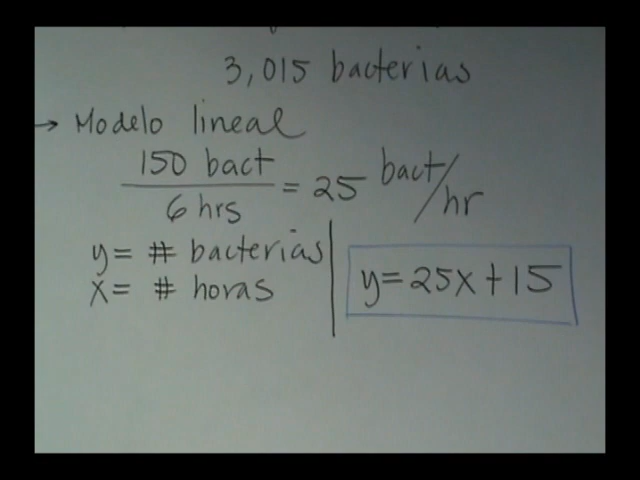 3,015 bacterias
→ Modelo lineal
150 bact / 6 hrs = 25 bact/hr
y = # bacterias
x = # horas
y=25x+15